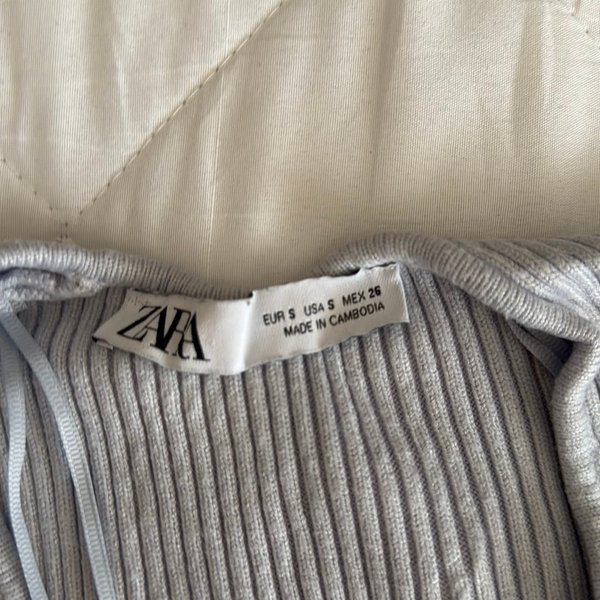 ZARA
EUR S USA S MEX 26
MADE IN CAMBODIA